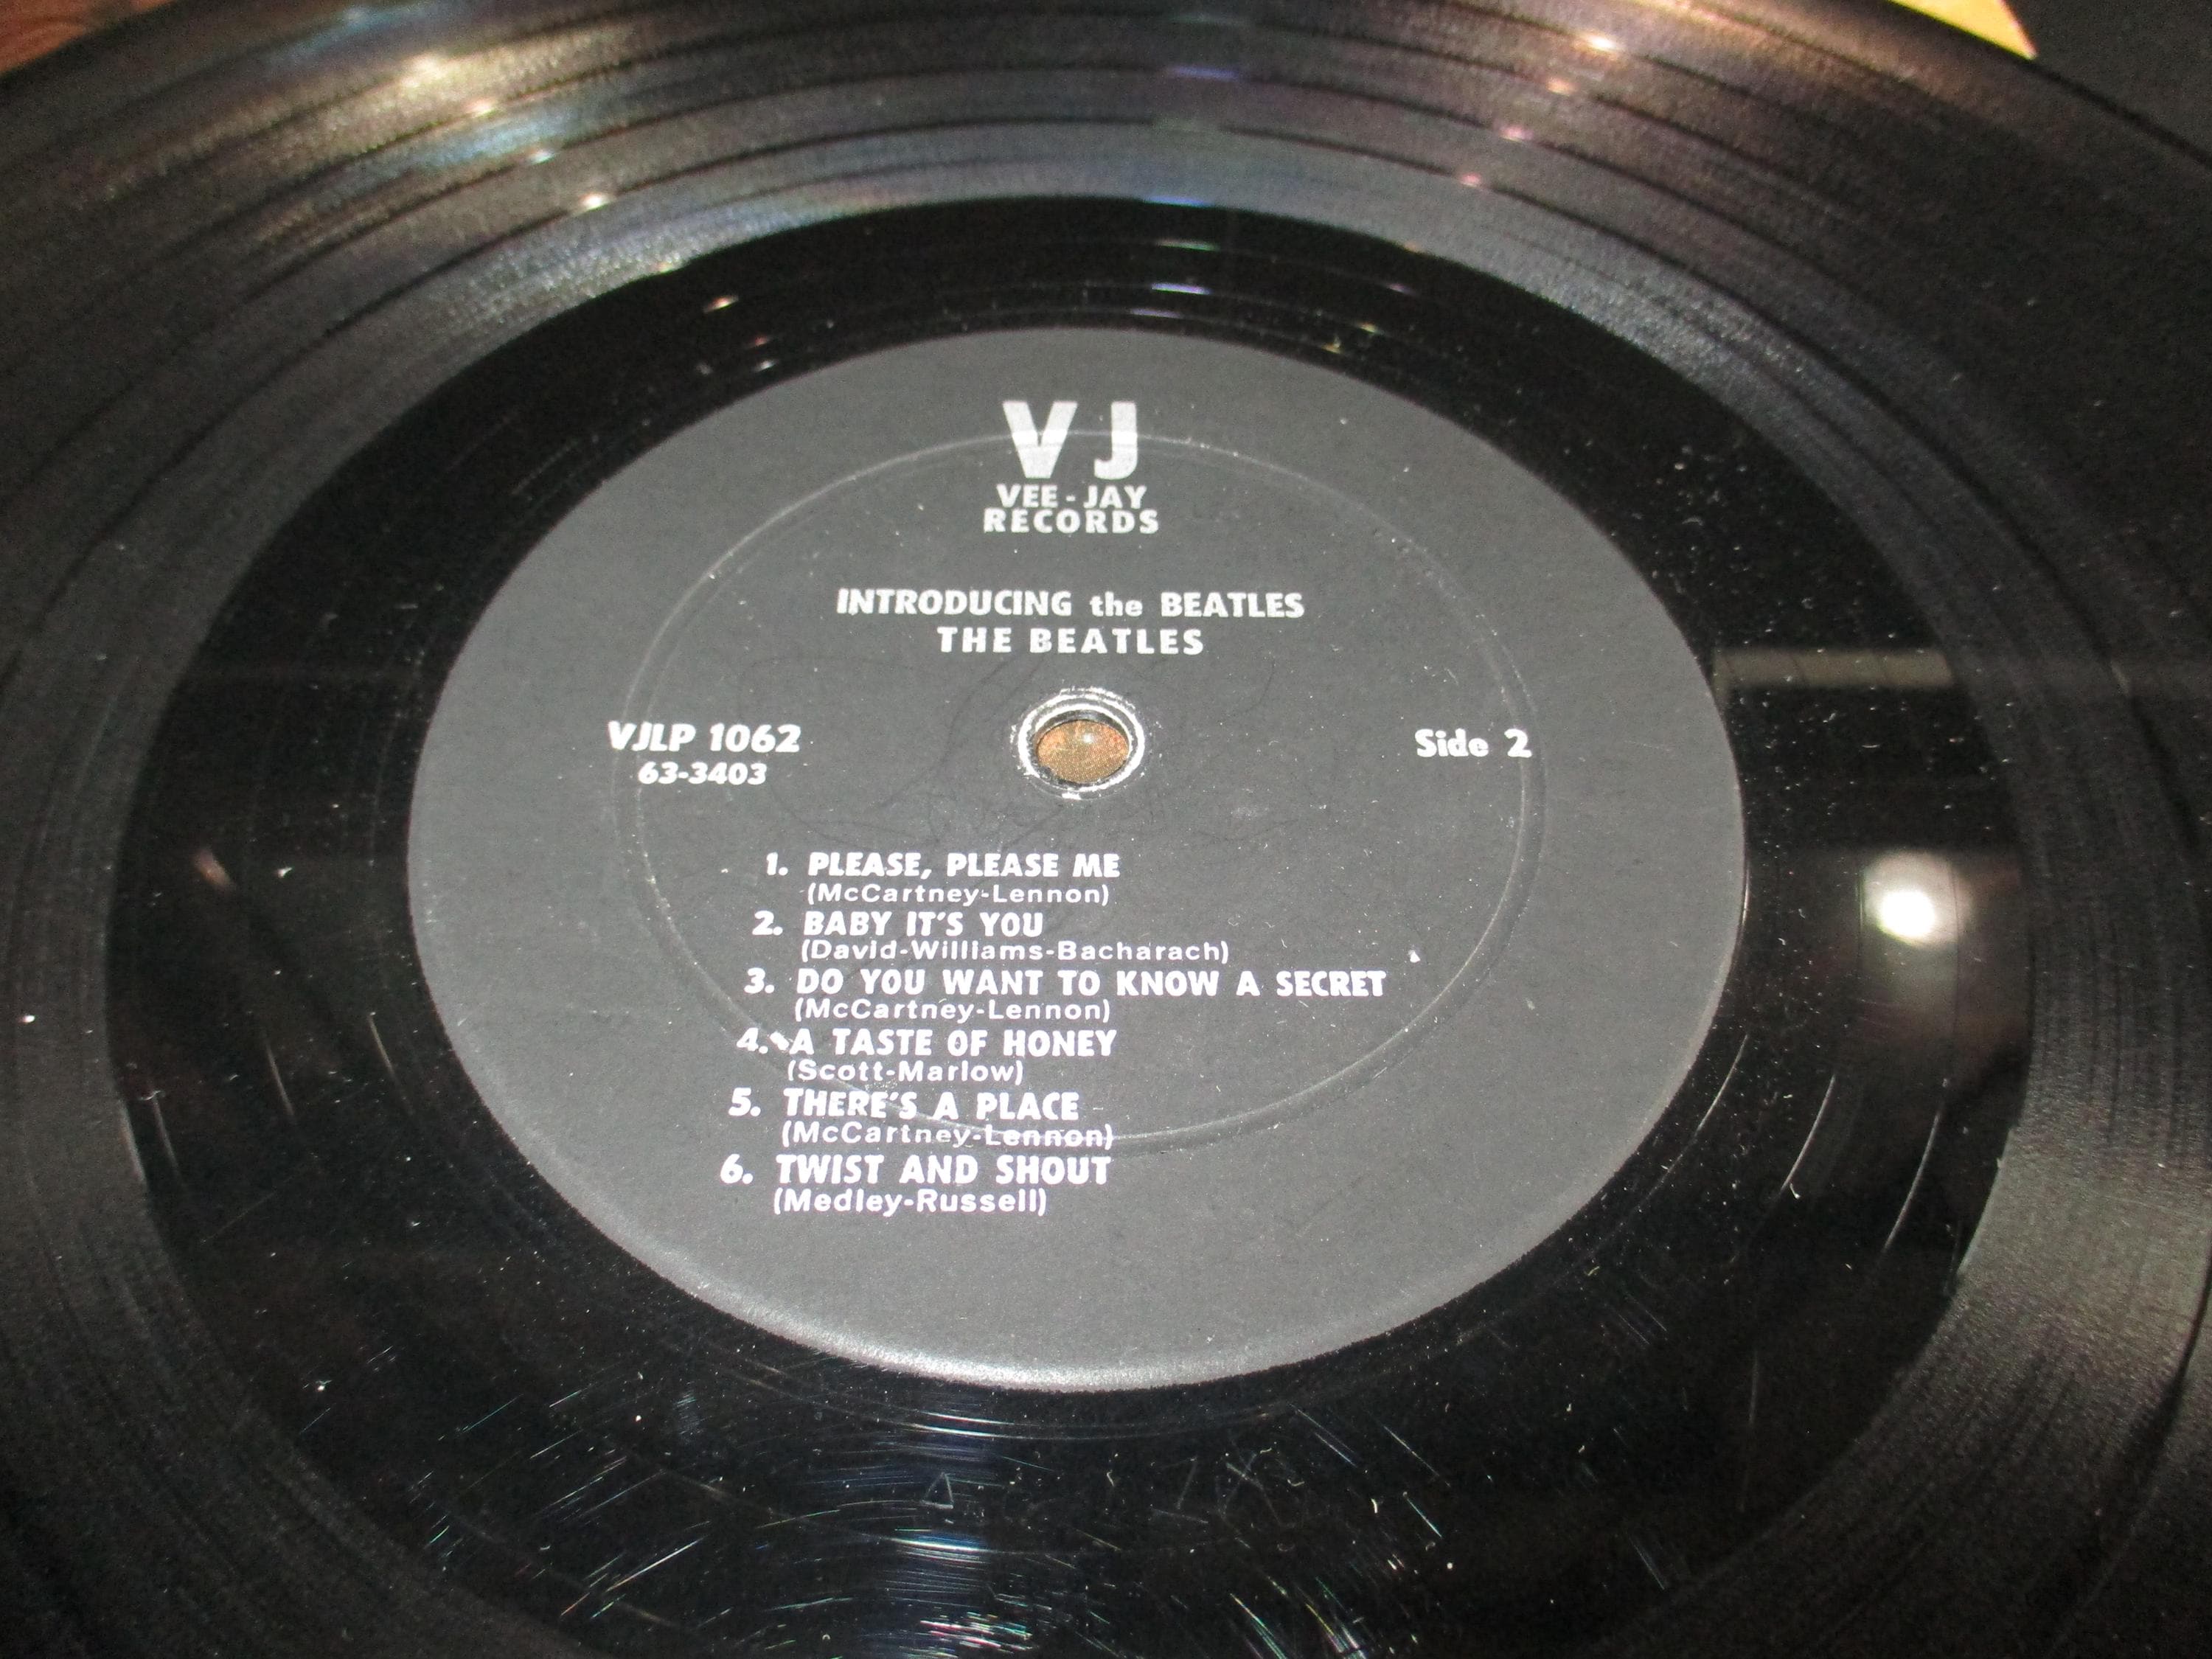 VJ
VEE-JAY
RECORDS
INTRODUCING the BEATLES
THE BEATLES
VJLP 1062
63-3403
Side 2
1. PLEASE, PLEASE ME
(McCartney-Lennon)
2. BABY IT'S YOU
(David-Williams-Bacharach)
3. DO YOU WANT TO KNOW A SECRET
(McCartney-Lennon)
4. A TASTE OF HONEY
(Scott-Marlow)
5. THERE'S A PLACE
(McCartney-Lennon)
6. TWIST AND SHOUT
(Medley-Russell)